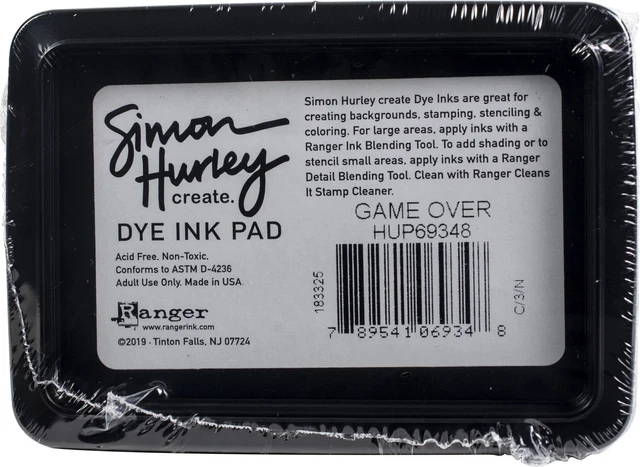 Simon
Hurley
create.
DYE INK PAD
Acid Free. Non-Toxic.
Conforms to ASTM D-4236
Adult Use Only. Made in USA.
Ranger
www.rangerink.com
©2019 · Tinton Falls, NJ 07724
Simon Hurley create Dye Inks are great for
creating backgrounds, stamping, stenciling &
coloring. For large areas, apply inks with a
Ranger Ink Blending Tool. To add shading or to
stencil small areas, apply inks with a Ranger
Detail Blending Tool. Clean with Ranger Cleans
It Stamp Cleaner.
GAME OVER
HUP69348
183325
7 89541 06934 8
C/3/N